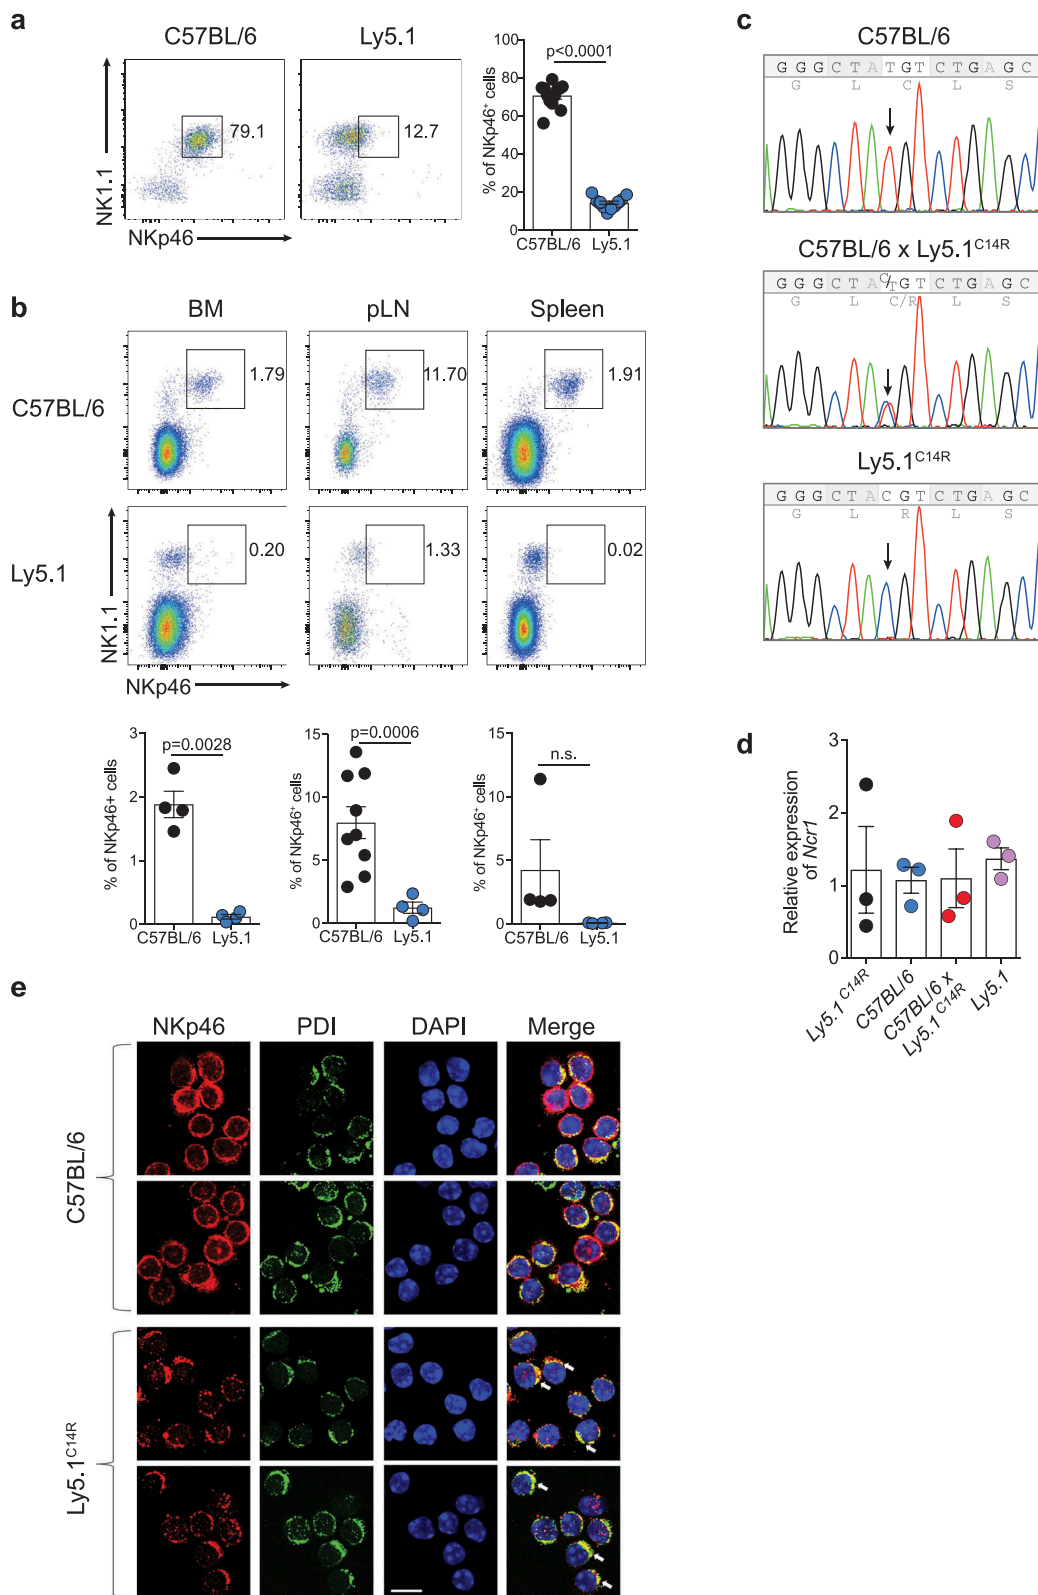 a
C57BL/6
Ly5.1
79.1
12.7
NK1.1
NKp46
% of NKp46⁺ cells
100
80
60
40
20
0
p<0.0001
C57BL/6
Ly5.1
b
BM
pLN
Spleen
C57BL/6
1.79
11.70
1.91
Ly5.1
0.20
1.33
0.02
NK1.1
NKp46
% of NKp46+ cells
3
2
1
0
p=0.0028
C57BL/6
Ly5.1
% of NKp46⁺ cells
15
10
5
0
p=0.0006
C57BL/6
Ly5.1
% of NKp46⁺ cells
15
10
5
0
n.s.
C57BL/6
Ly5.1
c
C57BL/6
G G G C T A T G T C T G A G C
G L C L S
C57BL/6 x Ly5.1ᶜ¹⁴ᴿ
G G G C T A C/T G T C T G A G C
G L C/R L S
Ly5.1ᶜ¹⁴ᴿ
G G G C T A C G T C T G A G C
G L R L S
d
Relative expression
of Ncr1
3
2
1
0
Ly5.1ᶜ¹⁴ᴿ
C57BL/6
C57BL/6 x
Ly5.1ᶜ¹⁴ᴿ
Ly5.1
e
NKp46
PDI
DAPI
Merge
C57BL/6
Ly5.1ᶜ¹⁴ᴿ